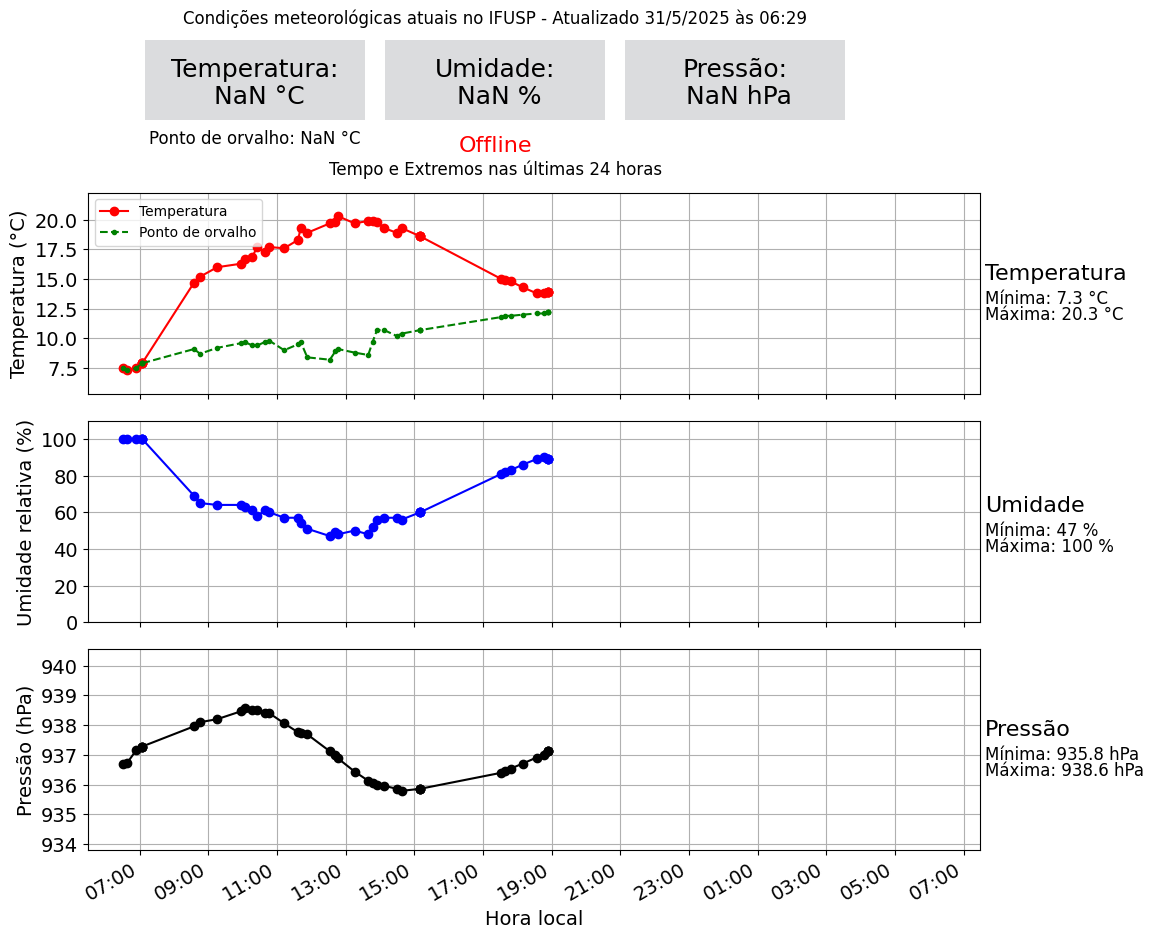 Condições meteorológicas atuais no IFUSP - Atualizado 31/5/2025 às 06:29
Temperatura:
NaN °C
Umidade:
NaN %
Pressão:
NaN hPa
Ponto de orvalho: NaN °C
Offline
Tempo e Extremos nas últimas 24 horas
Temperatura (°C)
20.0
17.5
15.0
12.5
10.0
7.5
Temperatura
Ponto de orvalho
Temperatura
Mínima: 7.3 °C
Máxima: 20.3 °C
Umidade relativa (%)
100
80
60
40
20
0
Umidade
Mínima: 47 %
Máxima: 100 %
Pressão (hPa)
940
939
938
937
936
935
934
Pressão
Mínima: 935.8 hPa
Máxima: 938.6 hPa
07:00
09:00
11:00
13:00
15:00
17:00
19:00
21:00
23:00
01:00
03:00
05:00
07:00
Hora local